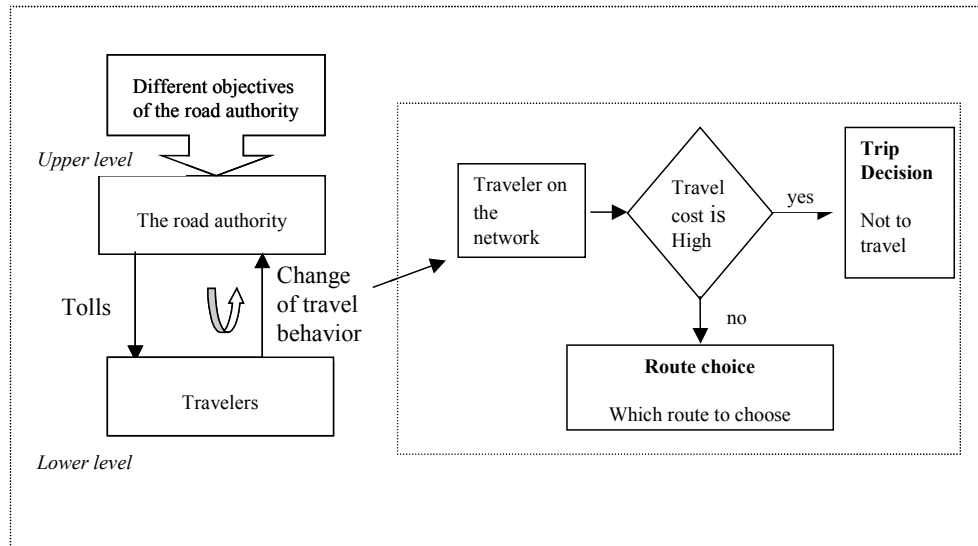 Different objectives
of the road authority
Upper level
The road authority
Tolls
Change
of travel
behavior
Travelers
Lower level
Traveler on
the
network
Travel
cost is
High
yes
Trip
Decision
Not to
travel
no
Route choice
Which route to choose